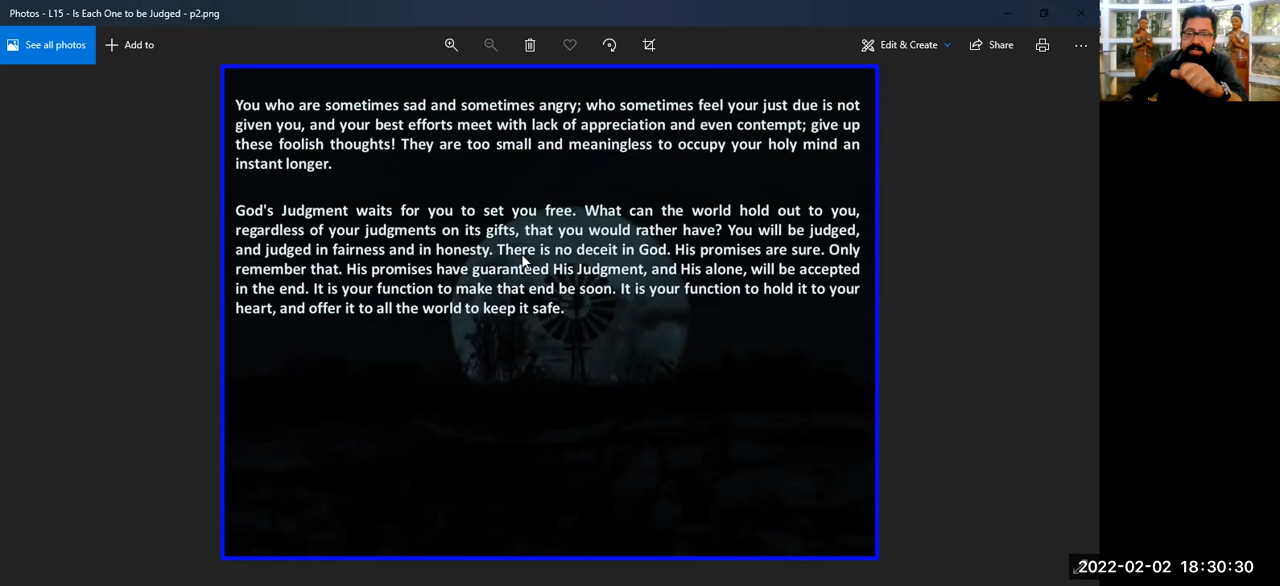 Photos - L15 - Is Each One to be Judged - p2.png
See all photos
Add to
Edit & Create
Share
You who are sometimes sad and sometimes angry; who sometimes feel your just due is not
given you, and your best efforts meet with lack of appreciation and even contempt; give up
these foolish thoughts! They are too small and meaningless to occupy your holy mind an
instant longer.
God's Judgment waits for you to set you free. What can the world hold out to you,
regardless of your judgments on its gifts, that you would rather have? You will be judged,
and judged in fairness and in honesty. There is no deceit in God. His promises are sure. Only
remember that. His promises have guaranteed His Judgment, and His alone, will be accepted
in the end. It is your function to make that end be soon. It is your function to hold it to your
heart, and offer it to all the world to keep it safe.
2022-02-02 18:30:30